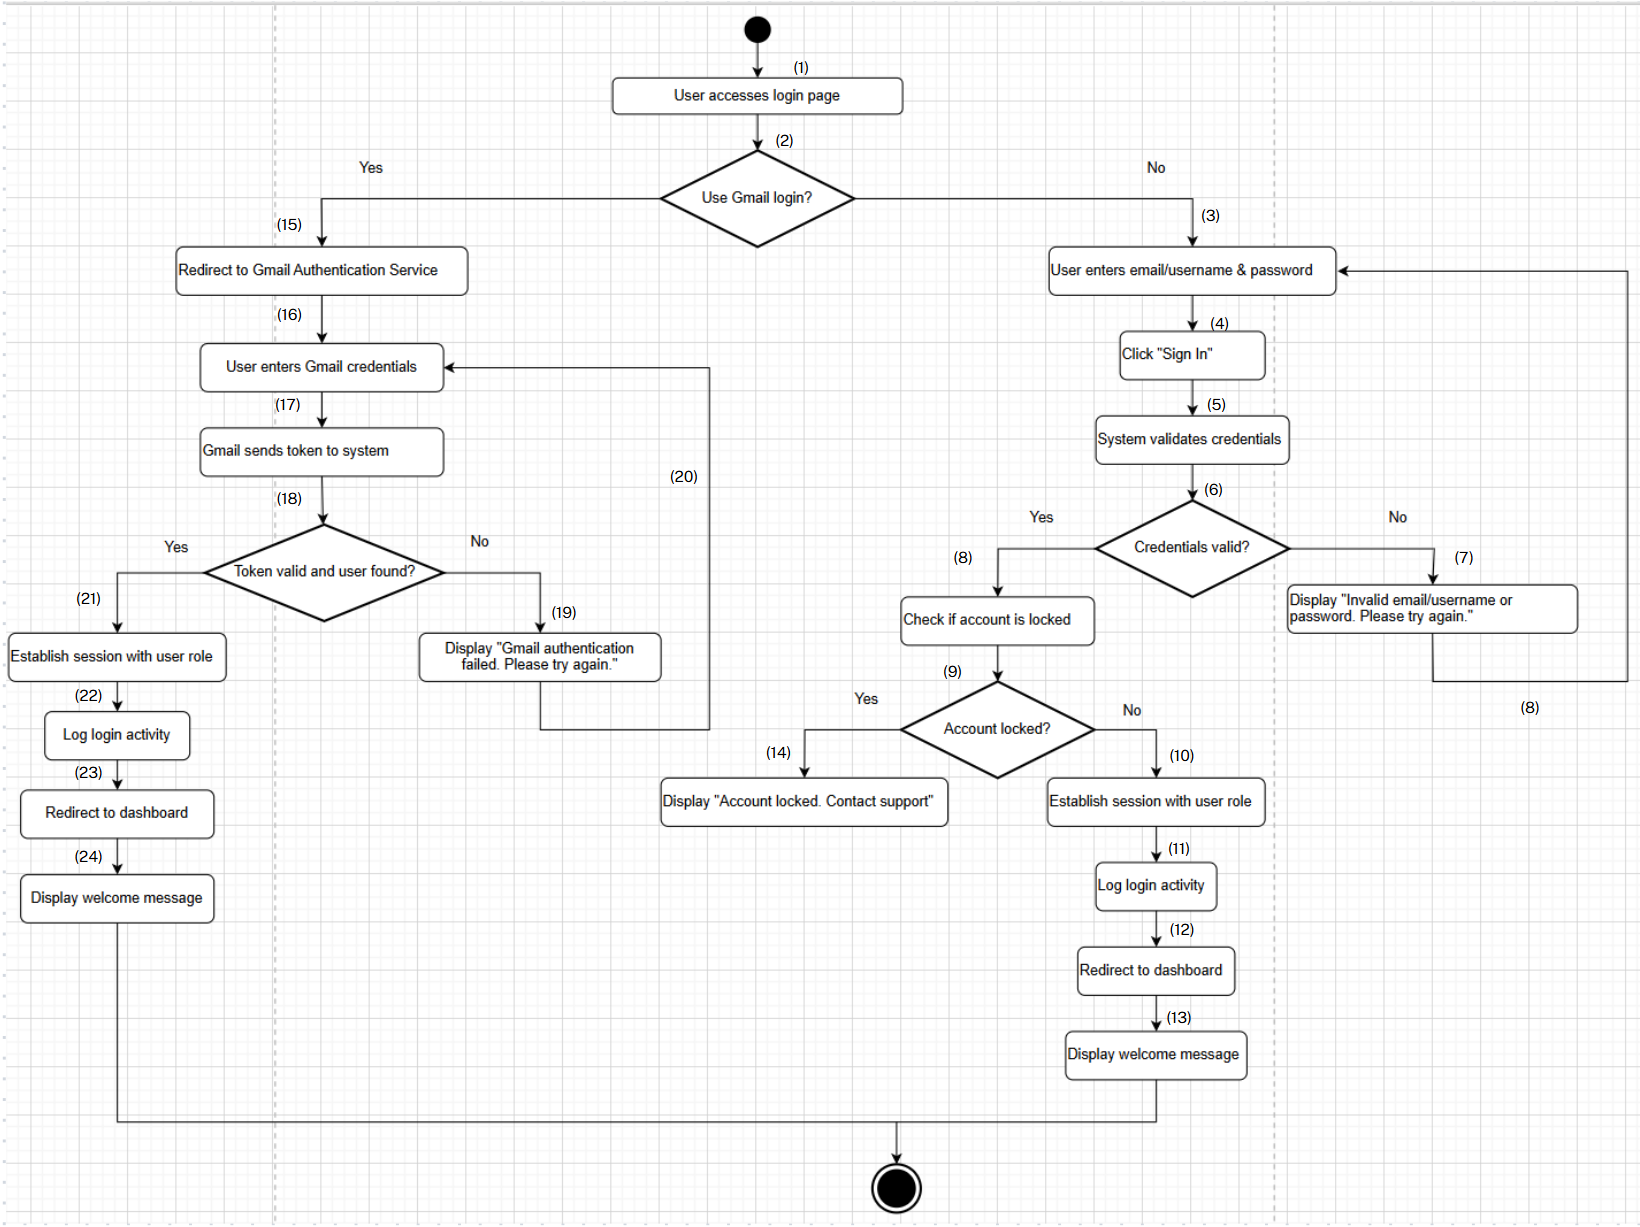 (1)
User accesses login page
(2)
Yes
No
Use Gmail login?
(15)
(3)
Redirect to Gmail Authentication Service
User enters email/username & password
(16)
(4)
User enters Gmail credentials
Click "Sign In"
(17)
(5)
Gmail sends token to system
System validates credentials
(20)
(18)
(6)
Yes
No
Yes
No
Token valid and user found?
Credentials valid?
(8)
(7)
(21)
(19)
Display "Invalid email/username or
password. Please try again."
Check if account is locked
Establish session with user role
Display "Gmail authentication
failed. Please try again."
(22)
(9)
Yes
No
(8)
Log login activity
Account locked?
(23)
(14)
(10)
Redirect to dashboard
Display "Account locked. Contact support"
Establish session with user role
(24)
(11)
Display welcome message
Log login activity
(12)
Redirect to dashboard
(13)
Display welcome message